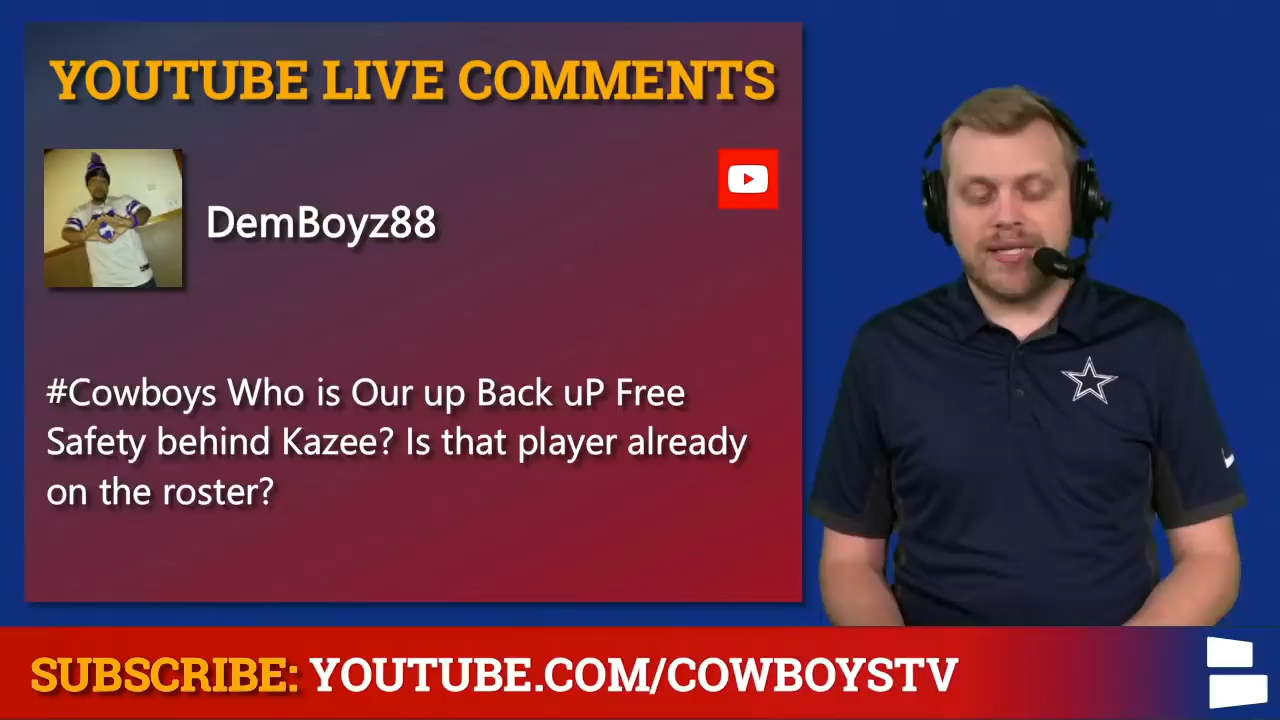 YOUTUBE LIVE COMMENTS
DemBoyz88
#Cowboys Who is Our up Back uP Free
Safety behind Kazee? Is that player already
on the roster?
SUBSCRIBE: YOUTUBE.COM/COWBOYSTV